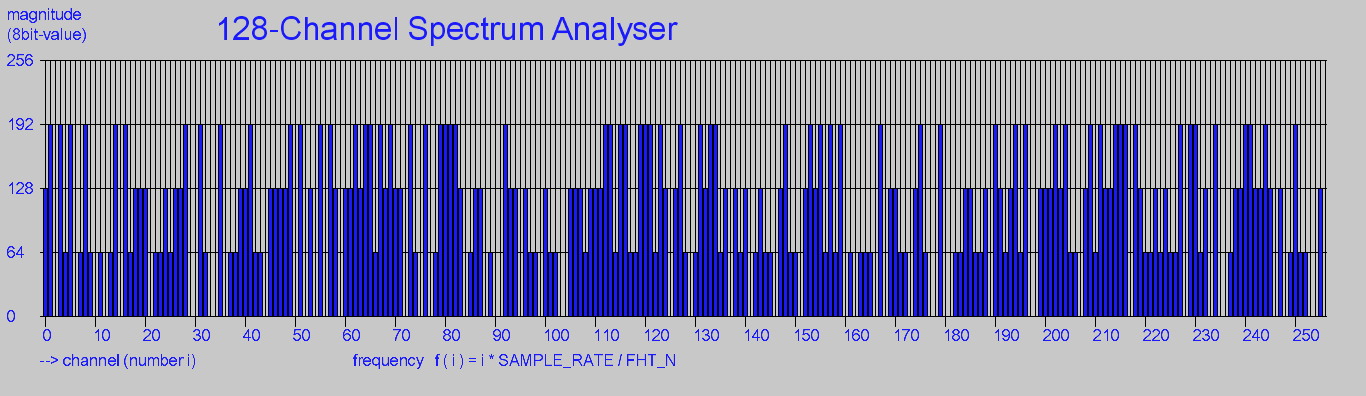 magnitude
(8bit-value)
128-Channel Spectrum Analyser
256
192
128
64
0
0 10 20 30 40 50 60 70 80 90 100 110 120 130 140 150 160 170 180 190 200 210 220 230 240 250
--> channel (number i)
frequency f ( i ) = i * SAMPLE_RATE / FHT_N